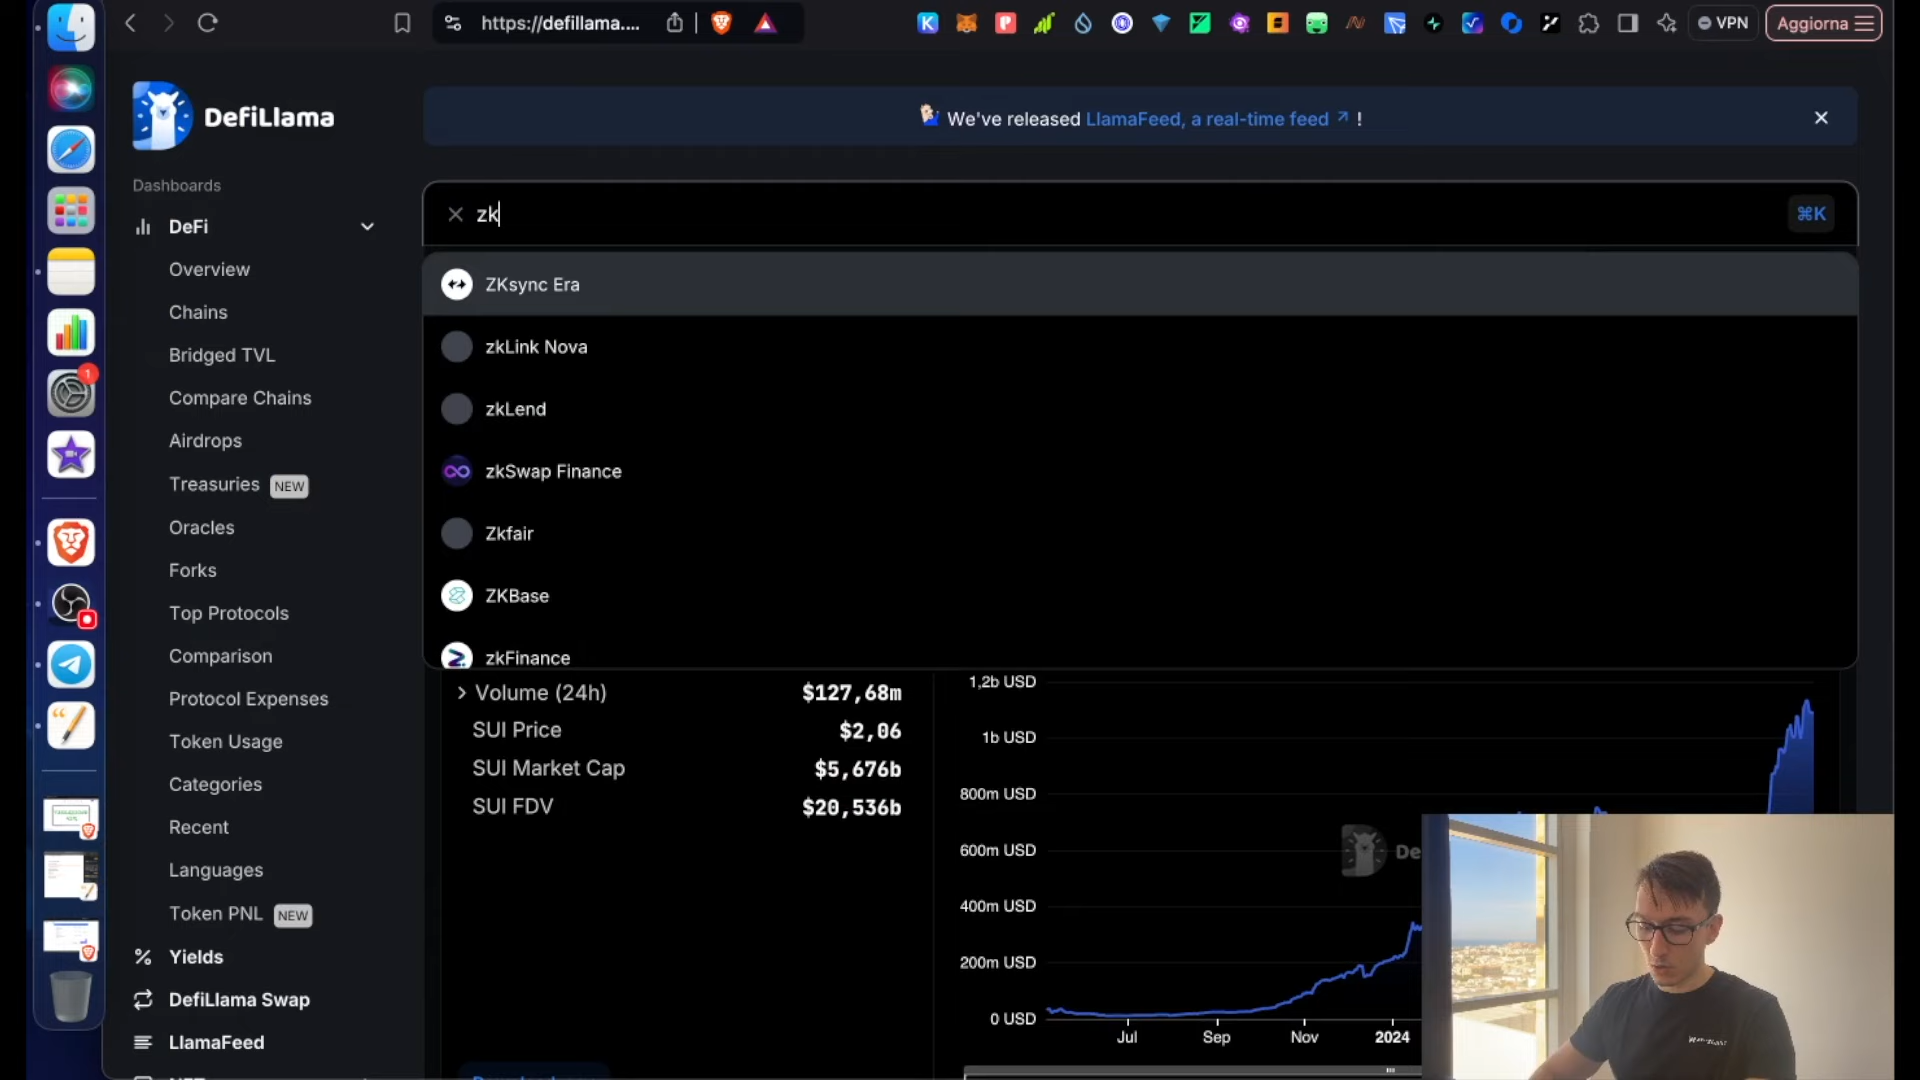 https://defillama....
VPN
Aggiorna
DefiLlama
We've released LlamaFeed, a real-time feed ↗ !
Dashboards
zk
⌘K
DeFi
Overview
Chains
Bridged TVL
Compare Chains
Airdrops
Treasuries NEW
Oracles
Forks
Top Protocols
Comparison
Protocol Expenses
Token Usage
Categories
Recent
Languages
Token PNL NEW
Yields
DefiLlama Swap
LlamaFeed
ZKsync Era
zkLink Nova
zkLend
zkSwap Finance
Zkfair
ZKBase
zkFinance
Volume (24h) $127,68m
SUI Price $2,06
SUI Market Cap $5,676b
SUI FDV $20,536b
1,2b USD
1b USD
800m USD
600m USD
400m USD
200m USD
0 USD
De
Jul
Sep
Nov
2024
1